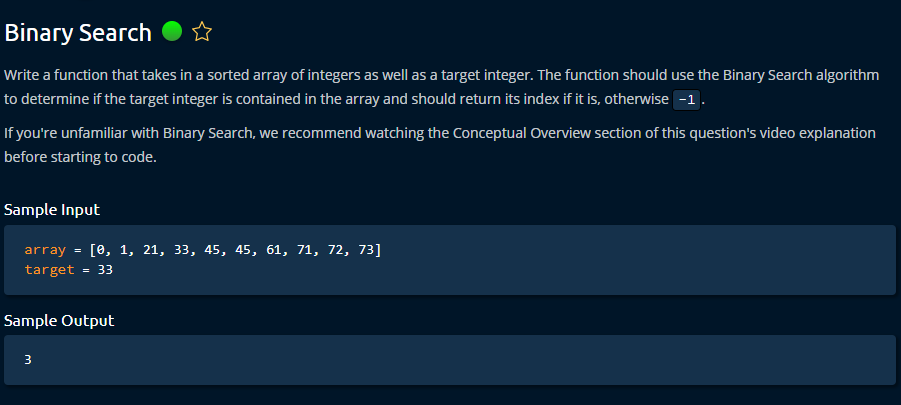 Binary Search
Write a function that takes in a sorted array of integers as well as a target integer. The function should use the Binary Search algorithm
to determine if the target integer is contained in the array and should return its index if it is, otherwise -1 .
If you're unfamiliar with Binary Search, we recommend watching the Conceptual Overview section of this question's video explanation
before starting to code.
Sample Input
array = [0, 1, 21, 33, 45, 45, 61, 71, 72, 73]
target = 33
Sample Output
3